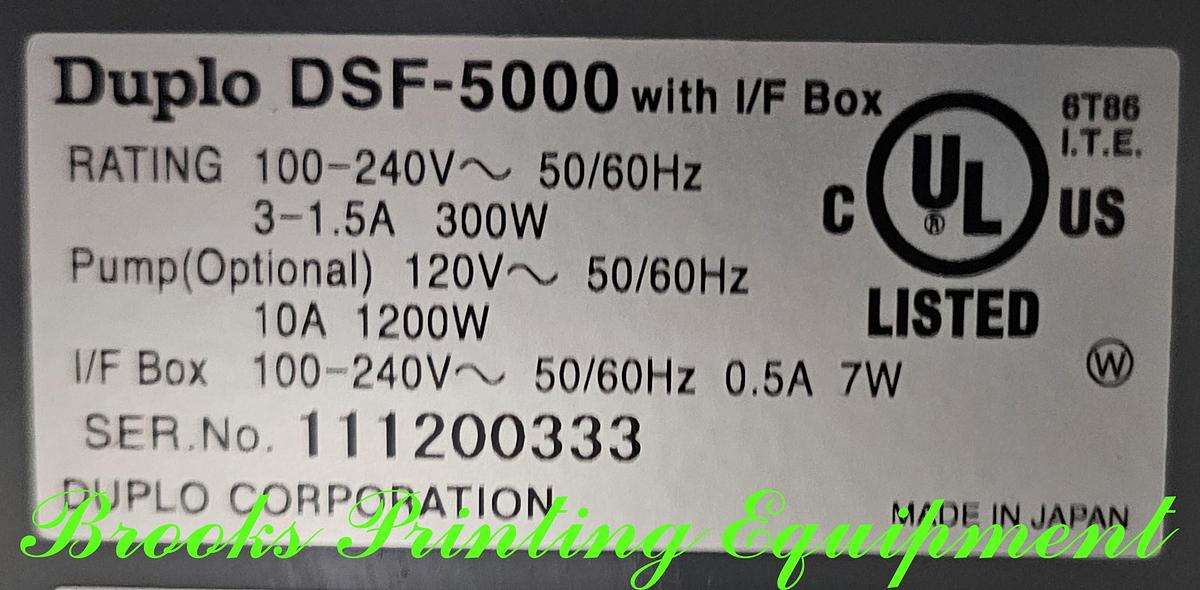 Duplo DSF-5000 with I/F Box
RATING 100-240V～ 50/60Hz
3-1.5A 300W
Pump(Optional) 120V～ 50/60Hz
10A 1200W
I/F Box 100-240V～ 50/60Hz 0.5A 7W
SER.No. 111200333
DUPLO CORPORATION
6T86
I.T.E.
C UL® US
LISTED
W
MADE IN JAPAN
Brooks Printing Equipment